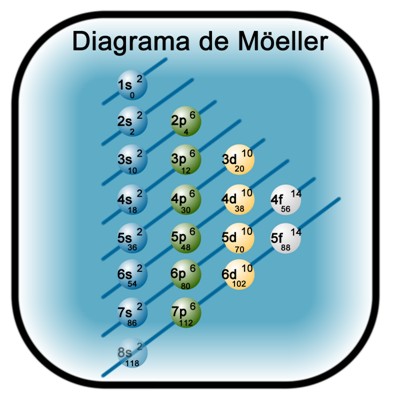 Diagrama de Möeller
1s 2
0
2s 2 2p 6
2 4
3s 2 3p 6 3d 10
10 12 20
4s 2 4p 6 4d 10 4f 14
18 30 38 56
5s 2 5p 6 5d 10 5f 14
36 48 70 88
6s 2 6p 6 6d 10
54 80 102
7s 2 7p 6
86 112
8s 2
118